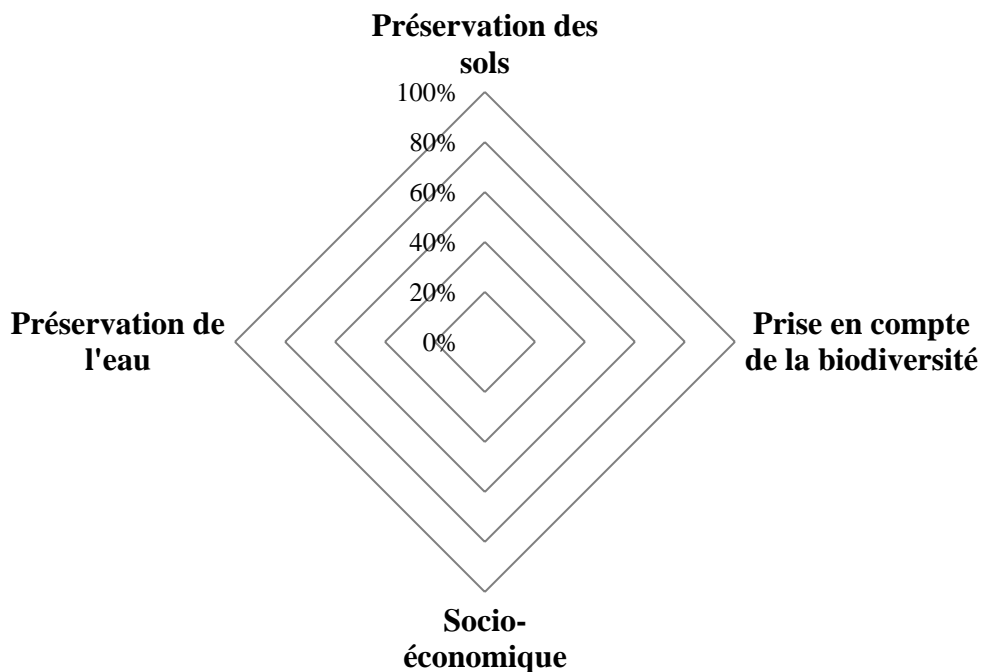 Préservation des
sols
100%
80%
60%
40%
20%
0%
Préservation de
l'eau
Prise en compte
de la biodiversité
Socio-
économique